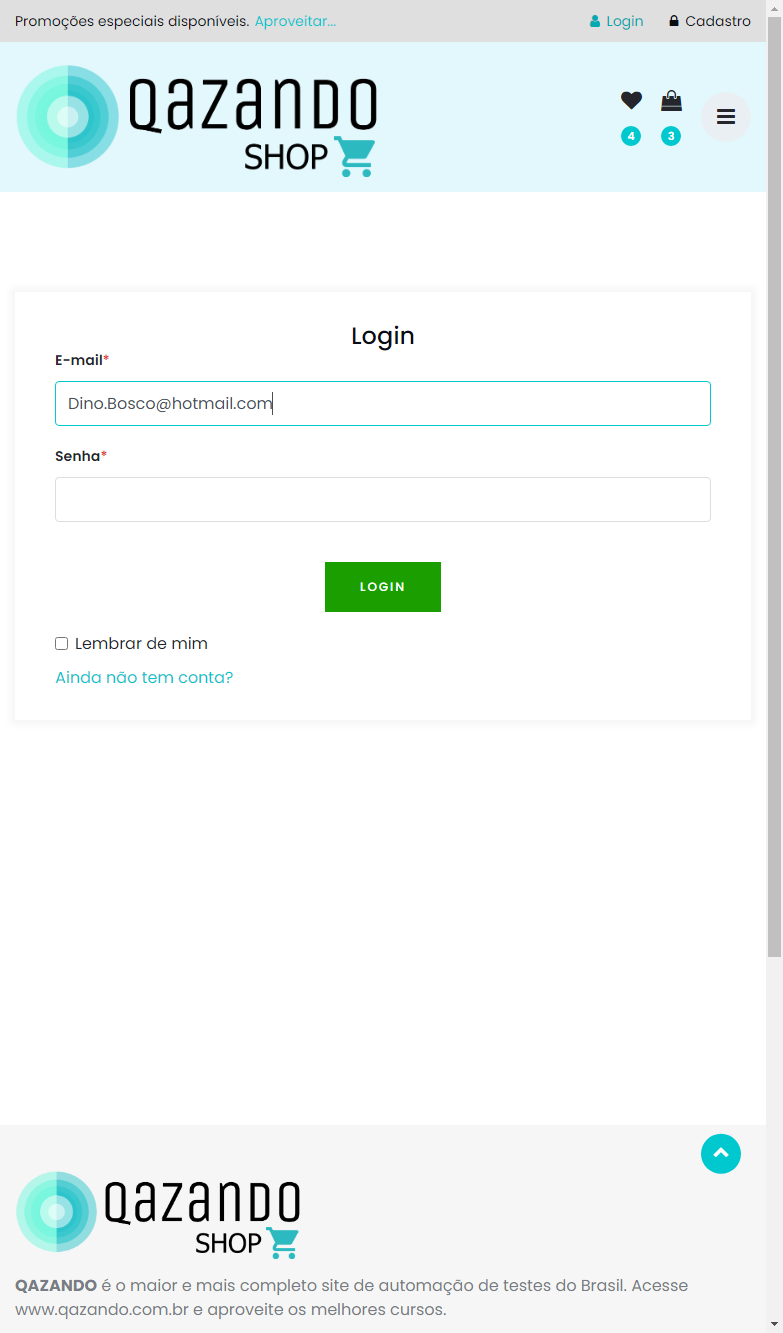 Promoções especiais disponíveis. Aproveitar... Login Cadastro
QAZANDO
SHOP
4 3
Login
E-mail*
Dino.Bosco@hotmail.com
Senha*
LOGIN
Lembrar de mim
Ainda não tem conta?
QAZANDO
SHOP
QAZANDO é o maior e mais completo site de automação de testes do Brasil. Acesse
www.qazando.com.br e aproveite os melhores cursos.